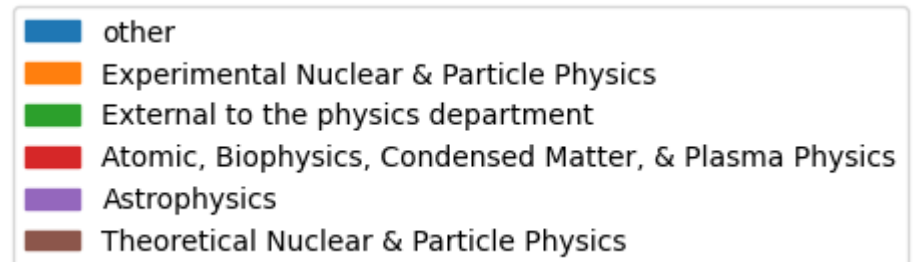 other
Experimental Nuclear & Particle Physics
External to the physics department
Atomic, Biophysics, Condensed Matter, & Plasma Physics
Astrophysics
Theoretical Nuclear & Particle Physics